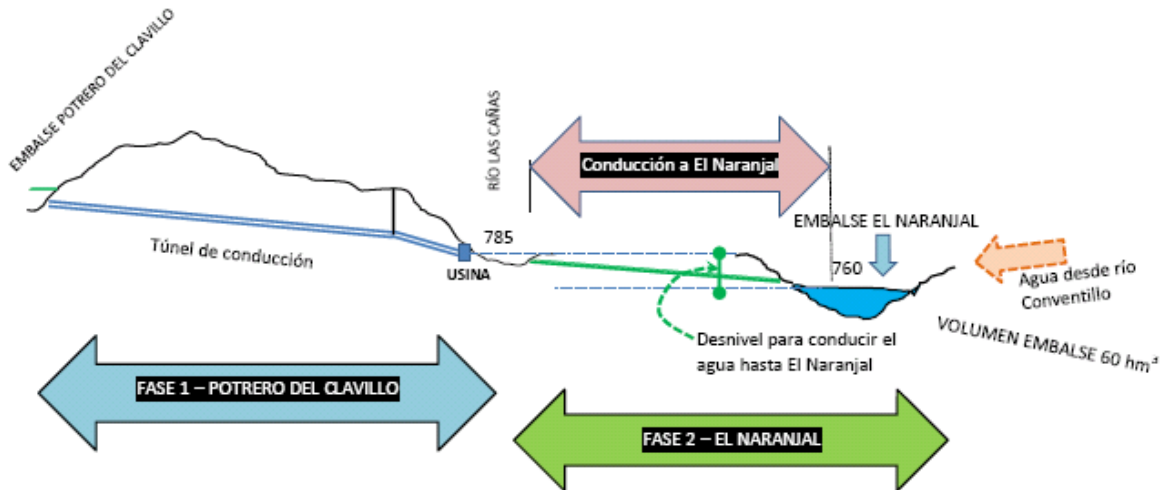 EMBALSE POTRERO DEL CLAVILLO
RÍO LAS CAÑAS
Conducción a El Naranjal
EMBALSE EL NARANJAL
Túnel de conducción
785
USINA
760
Agua desde río
Conventillo
Desnivel para conducir el
agua hasta El Naranjal
VOLUMEN EMBALSE 60 hm³
FASE 1 – POTRERO DEL CLAVILLO
FASE 2 – EL NARANJAL